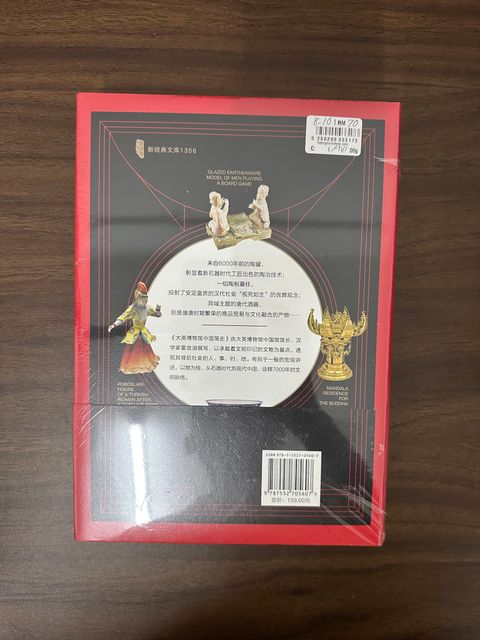 新经典文库1356
RM 70
0 250200 033173
GLAZED EARTHENWARE
MODEL OF MEN PLAYING
A BOARD GAME
来自6000年前的陶罐，
彰显着新石器时代工匠出色的陶冶技术；
一组陶制墓柱，
投射了安定富庶的汉代社会“视死如生”的丧葬观念；
异域主题的唐代酒器，
则是盛唐时期繁荣的商品贸易与文化融合的产物……
《大英博物馆中国简史》由大英博物馆中国馆馆长、汉
学家霍吉淑撰写，以承载着文明印记的文物为基点，透
视其背后社会的人、事、时、地。有别于一般的宏观讲
述，以物为线，从石器时代到现代中国，诠释7000年的文
明脉络。
PORCELAIN
FIGURE
OF A TURKISH
WOMAN AFTER
MANDALA
RESIDENCE
FOR
THE BUDDHA
ISBN 978-7-5527-0560-7
9 787552 705607 >
定价：158.00元